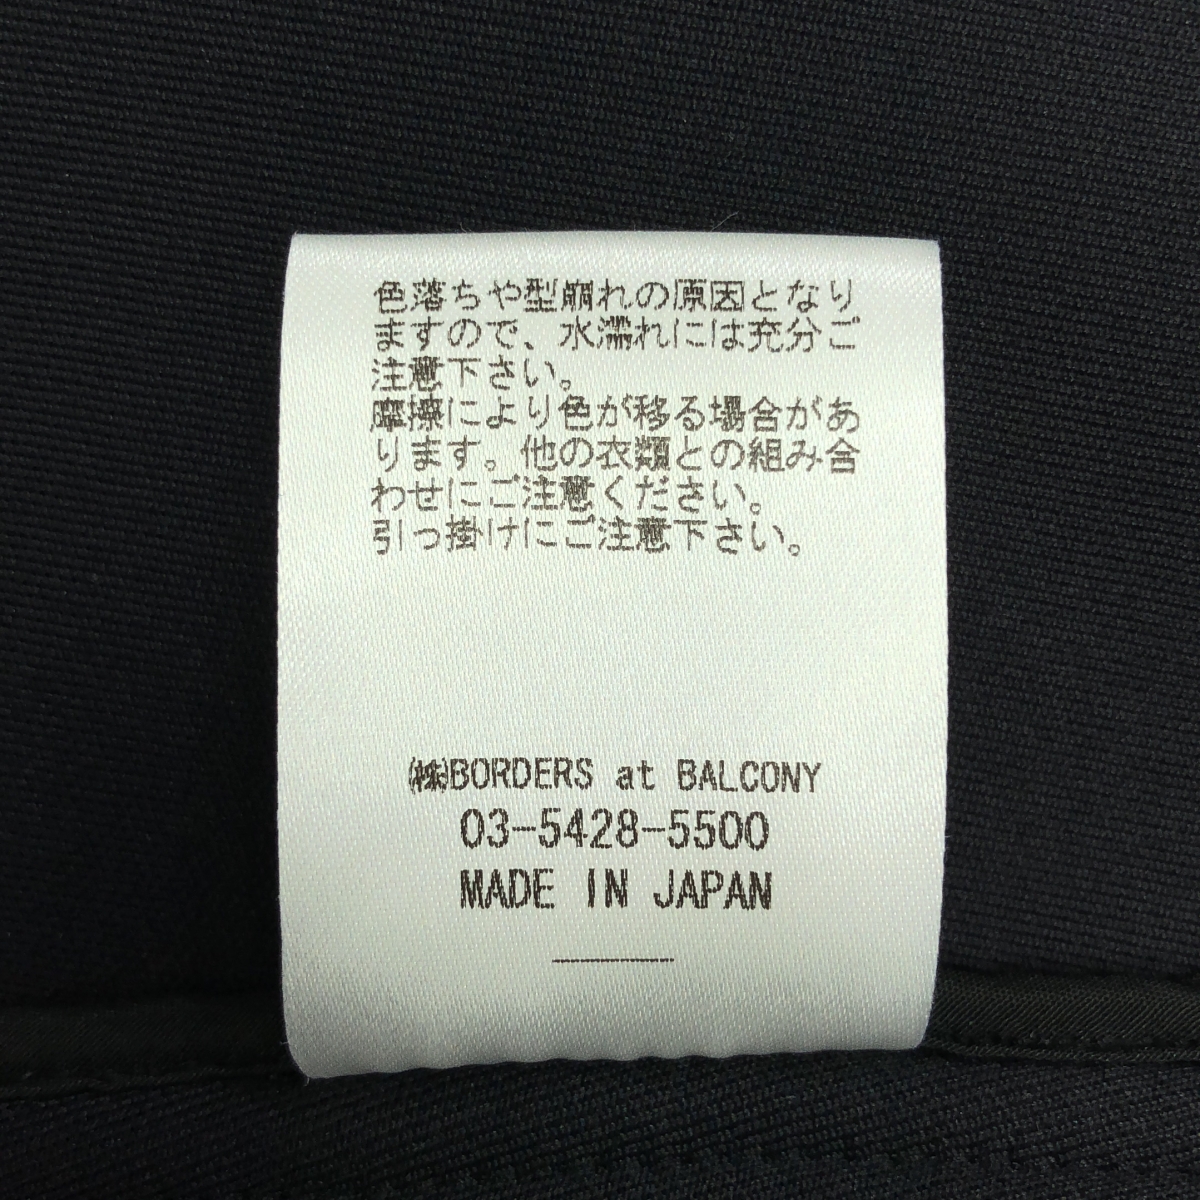 色落ちや型崩れの原因となり
ますので、水濡れには充分ご
注意下さい。
摩擦により色が移る場合があ
ります。他の衣類との組み合
わせにご注意ください。
引っ掛けにご注意下さい。
㈱BORDERS at BALCONY
03-5428-5500
MADE IN JAPAN